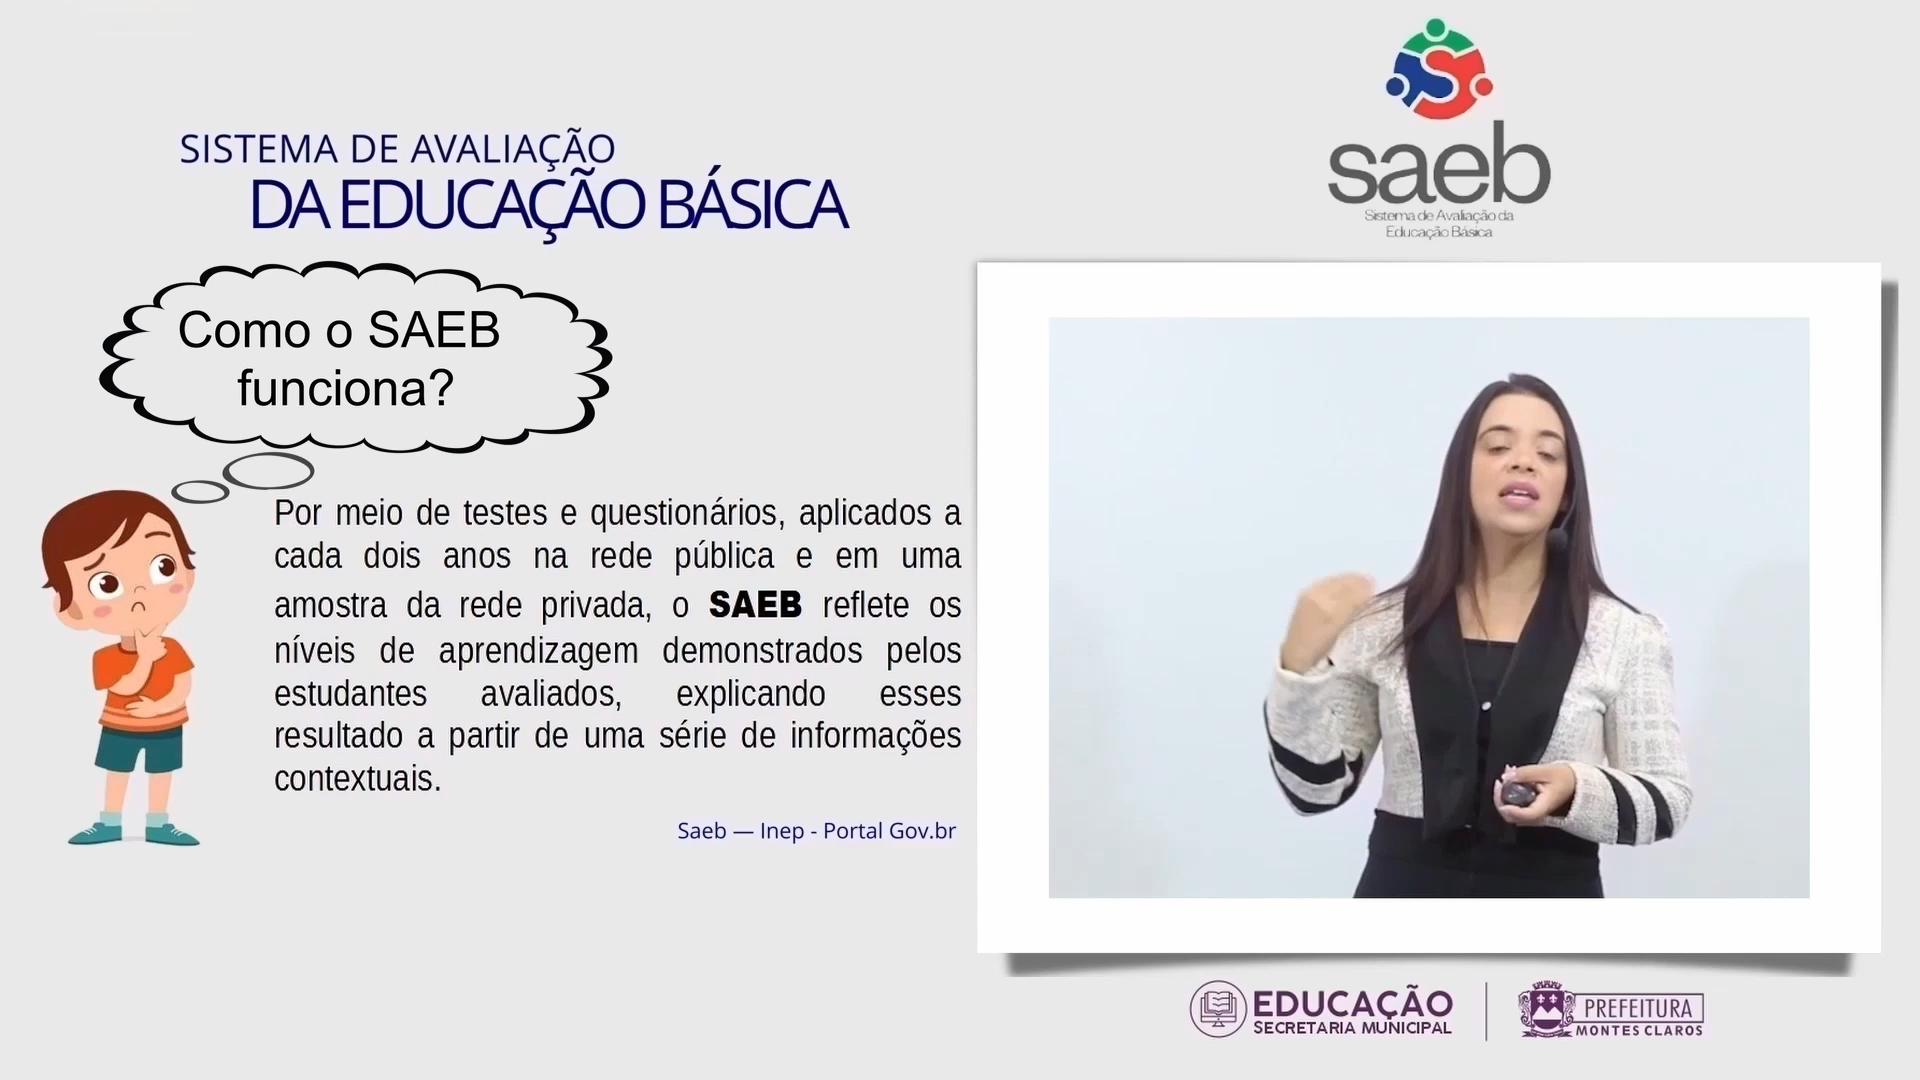 SISTEMA DE AVALIAÇÃO
DA EDUCAÇÃO BÁSICA
saeb
Sistema de Avaliação da
Educação Básica
Como o SAEB
funciona?
Por meio de testes e questionários, aplicados a
cada dois anos na rede pública e em uma
amostra da rede privada, o SAEB reflete os
níveis de aprendizagem demonstrados pelos
estudantes avaliados, explicando esses
resultado a partir de uma série de informações
contextuais.
Saeb — Inep - Portal Gov.br
EDUCAÇÃO
SECRETARIA MUNICIPAL
PREFEITURA
MONTES CLAROS